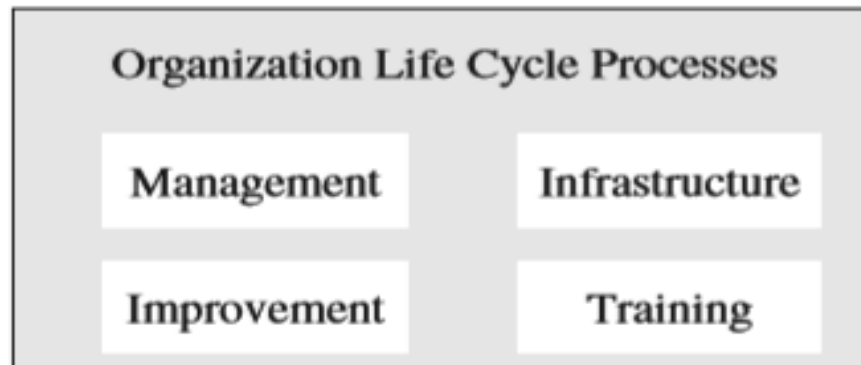 Organization Life Cycle Processes
Management Infrastructure
Improvement Training